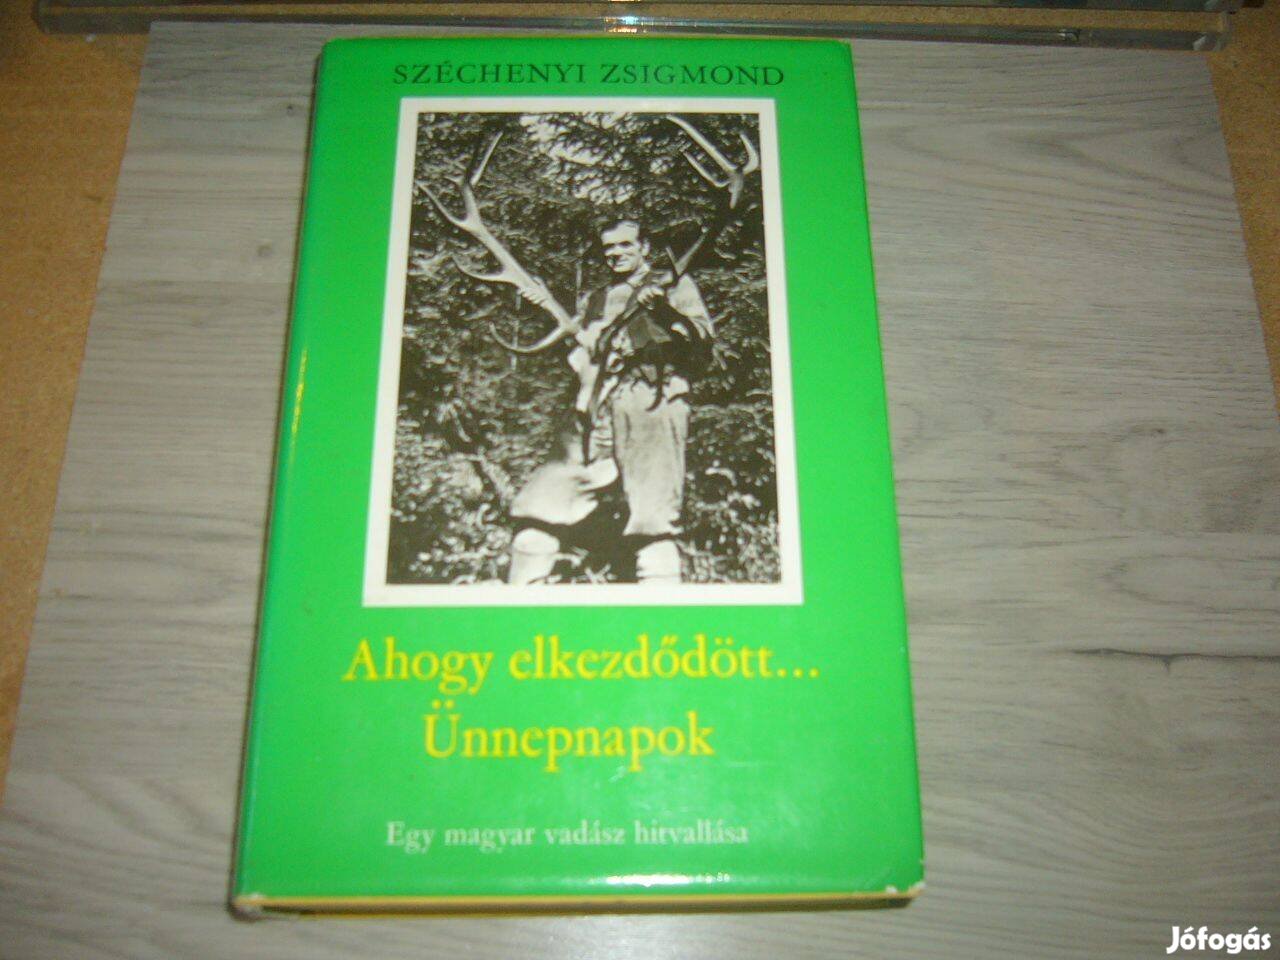 SZÉCHENYI ZSIGMOND
Ahogy elkezdődött...
Ünnepnapok
Egy magyar vadász hitvallása
Jófogás